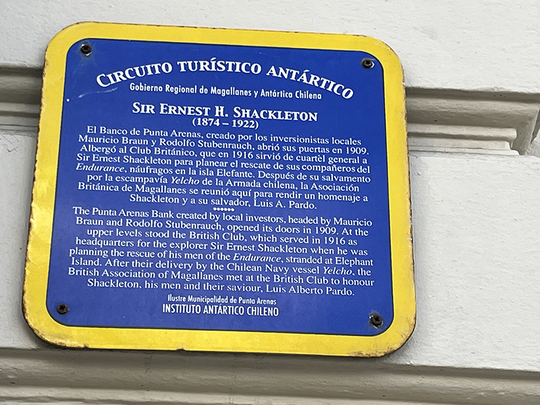 CIRCUITO TURÍSTICO ANTÁRTICO
Gobierno Regional de Magallanes y Antártica Chilena
SIR ERNEST H. SHACKLETON
(1874 – 1922)
El Banco de Punta Arenas, creado por los inversionistas locales
Mauricio Braun y Rodolfo Stubenrauch, abrió sus puertas en 1909.
Albergó al Club Británico, que en 1916 sirvió de cuartel general a
Sir Ernest Shackleton para planear el rescate de sus compañeros del
Endurance, náufragos en la isla Elefante. Después de su salvamento
por la escampavía Yelcho de la Armada chilena, la Asociación
Británica de Magallanes se reunió aquí para rendir un homenaje a
Shackleton y a su salvador, Luis A. Pardo.
******
The Punta Arenas Bank created by local investors, headed by Mauricio
Braun and Rodolfo Stubenrauch, opened its doors in 1909. At the
upper levels stood the British Club, which served in 1916 as
headquarters for the explorer Sir Ernest Shackleton when he was
planning the rescue of his men of the Endurance, stranded at Elephant
Island. After their delivery by the Chilean Navy vessel Yelcho, the
British Association of Magallanes met at the British Club to honour
Shackleton, his men and their saviour, Luis Alberto Pardo.
Ilustre Municipalidad de Punta Arenas
INSTITUTO ANTÁRTICO CHILENO